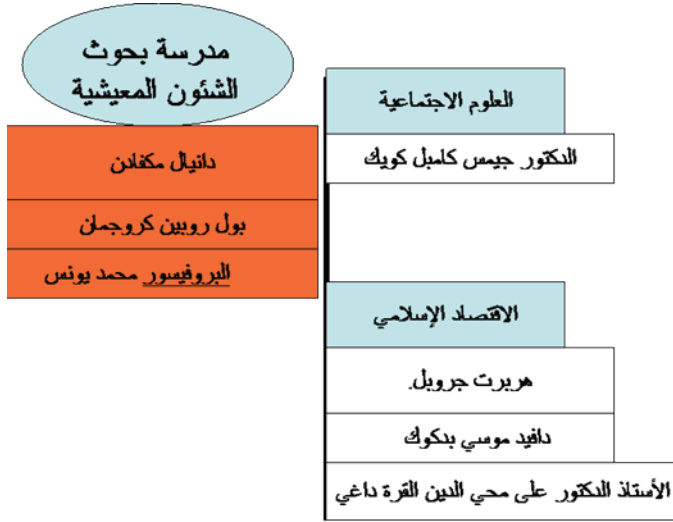 مدرسة بحوث
الشئون المعيشية
دانيال مكفادن
بول روبين كروجمان
البروفيسور محمد يونس
العلوم الاجتماعية
الدكتور جيمس كامبل كويك
الاقتصاد الإسلامي
هربرت جروبل.
دافيد موسي بدكوك
الأستاذ الدكتور على محي الدين القرة داغي